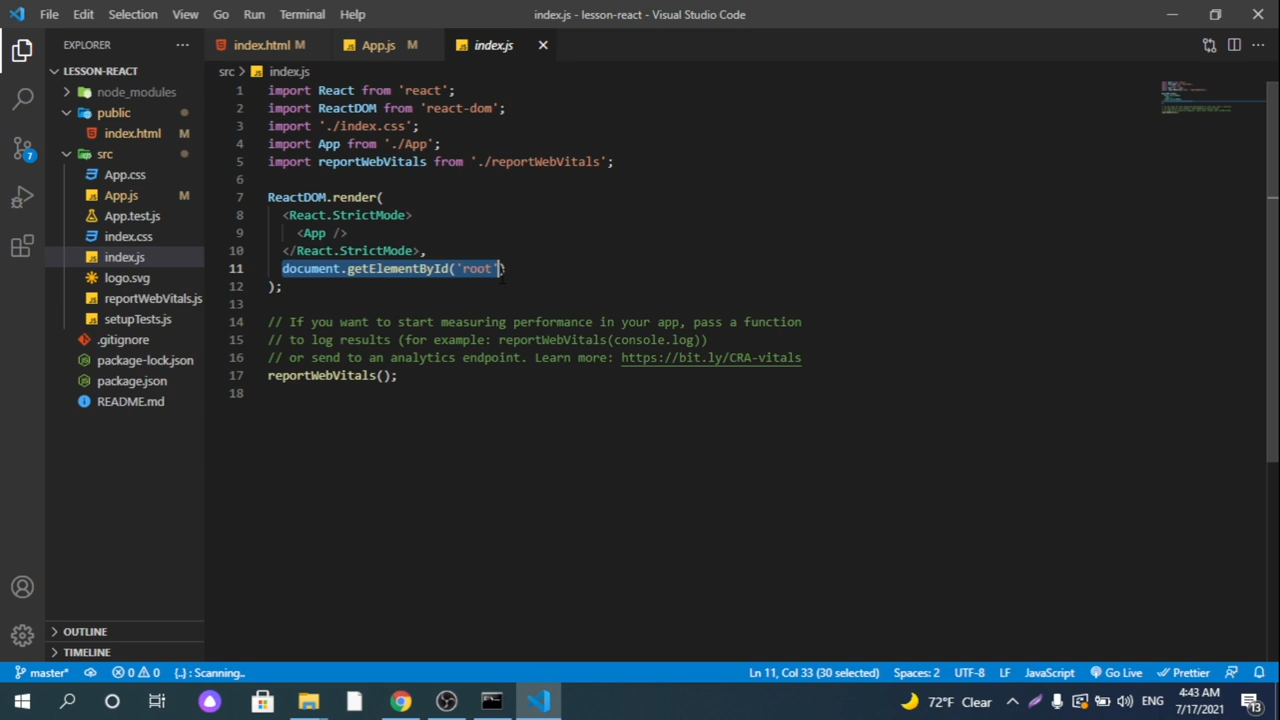 File Edit Selection View Go Run Terminal Help
index.js - lesson-react - Visual Studio Code
EXPLORER
index.html M
App.js M
index.js
LESSON-REACT
node_modules
public
index.html M
src
App.css
App.js M
App.test.js
index.css
index.js
logo.svg
reportWebVitals.js
setupTests.js
.gitignore
package-lock.json
package.json
README.md
OUTLINE
TIMELINE
src > index.js
1 import React from 'react';
2 import ReactDOM from 'react-dom';
3 import './index.css';
4 import App from './App';
5 import reportWebVitals from './reportWebVitals';
6
7 ReactDOM.render(
8 <React.StrictMode>
9 <App />
10 </React.StrictMode>,
11 document.getElementById('root')
12 );
13
14 // If you want to start measuring performance in your app, pass a function
15 // to log results (for example: reportWebVitals(console.log))
16 // or send to an analytics endpoint. Learn more: https://bit.ly/CRA-vitals
17 reportWebVitals();
18
7
master* 0 0 {..} : Scanning..
Ln 11, Col 33 (30 selected) Spaces: 2 UTF-8 LF JavaScript Go Live Prettier
72°F Clear ENG
4:43 AM
7/17/2021
13